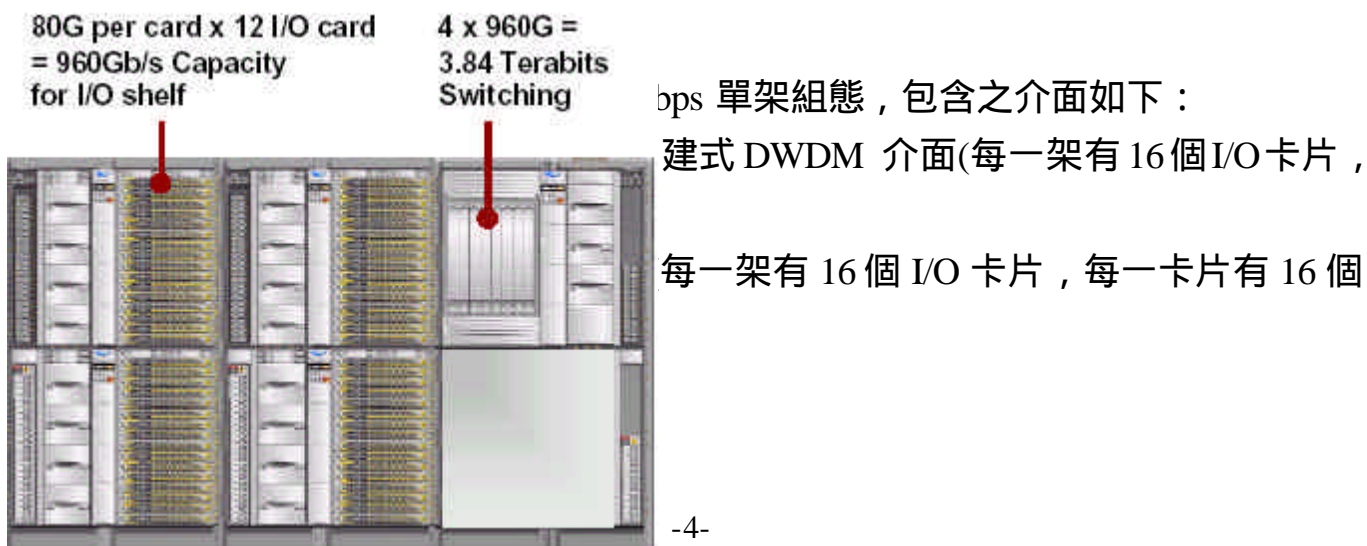 80G per card x 12 I/O card
= 960Gb/s Capacity
for I/O shelf
4 x 960G =
3.84 Terabits
Switching
bps 單架組態，包含之介面如下：
建式 DWDM 介面(每一架有 16 個 I/O 卡片，
每一架有 16 個 I/O 卡片，每一卡片有 16 個
-4-